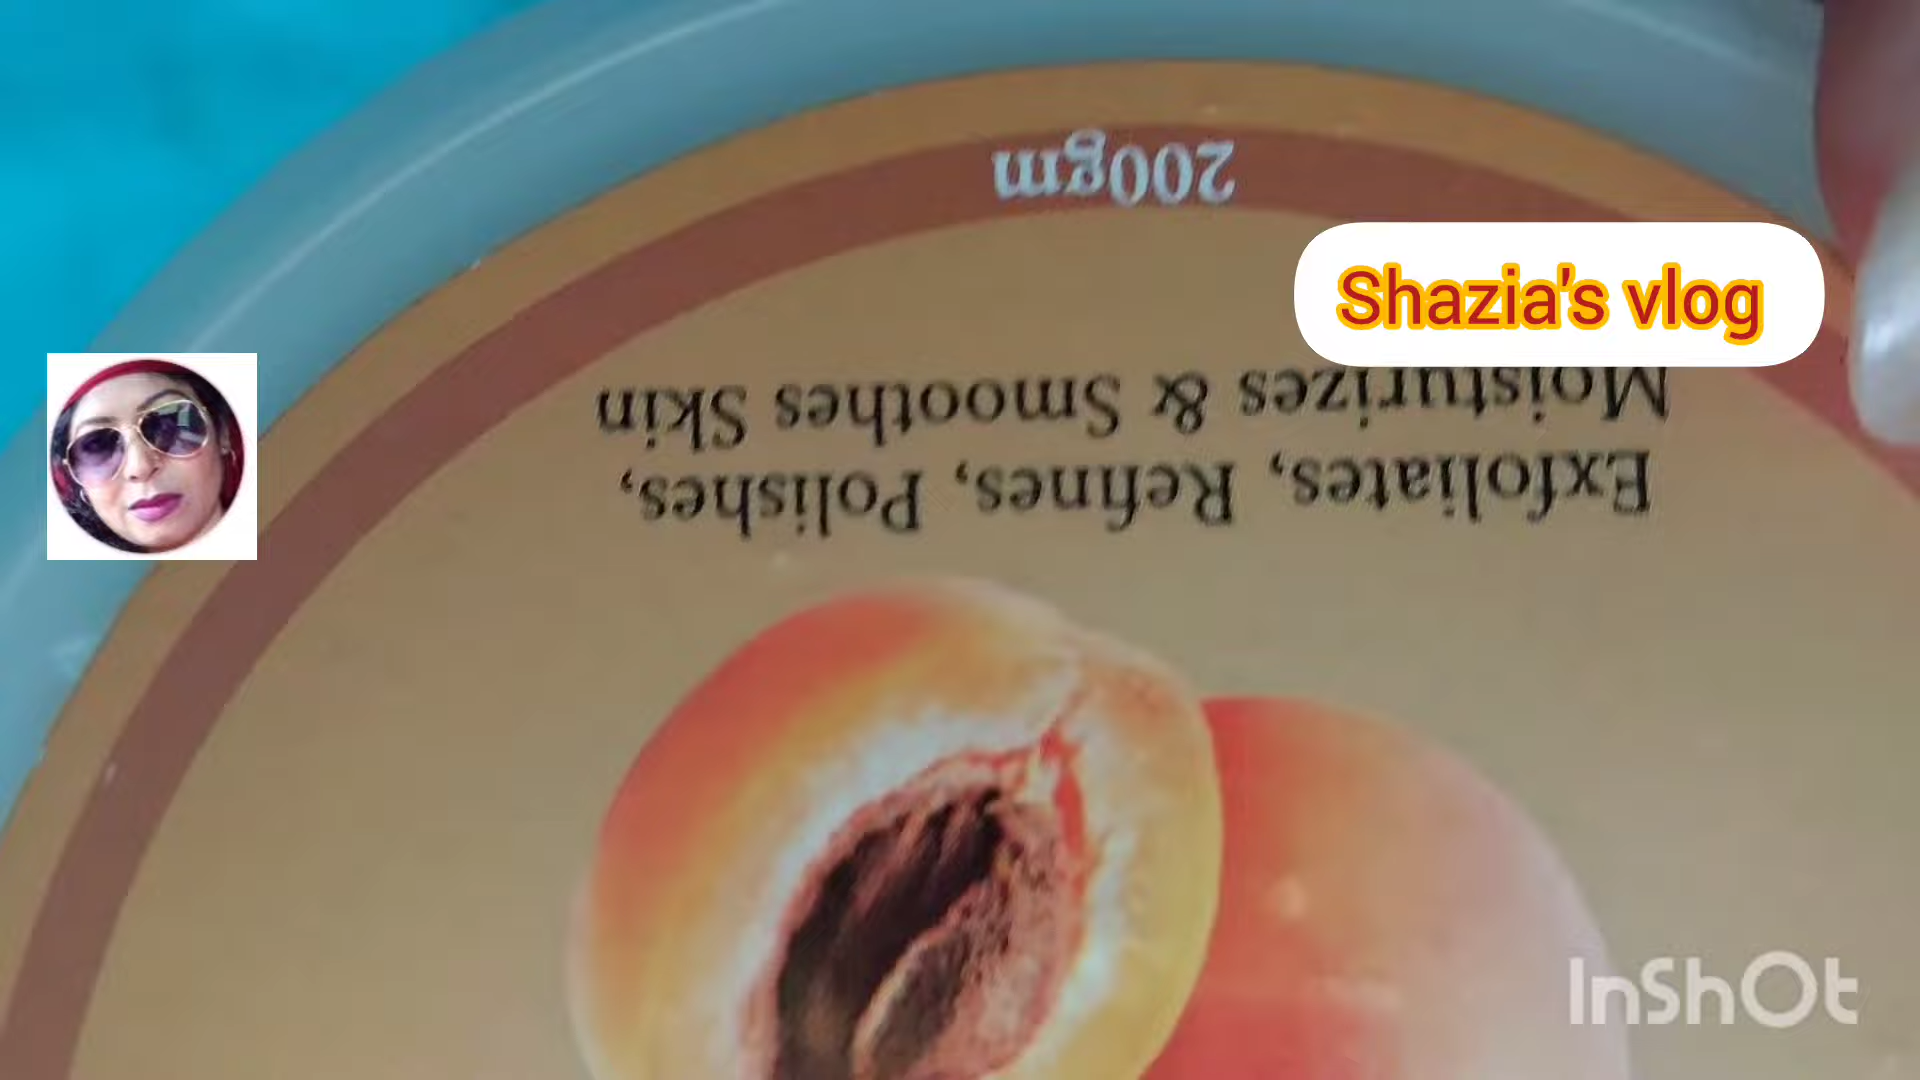 Exfoliates, Refines, Polishes,
Moisturizes & Smoothes Skin
200gm
Shazia's vlog
InShOt